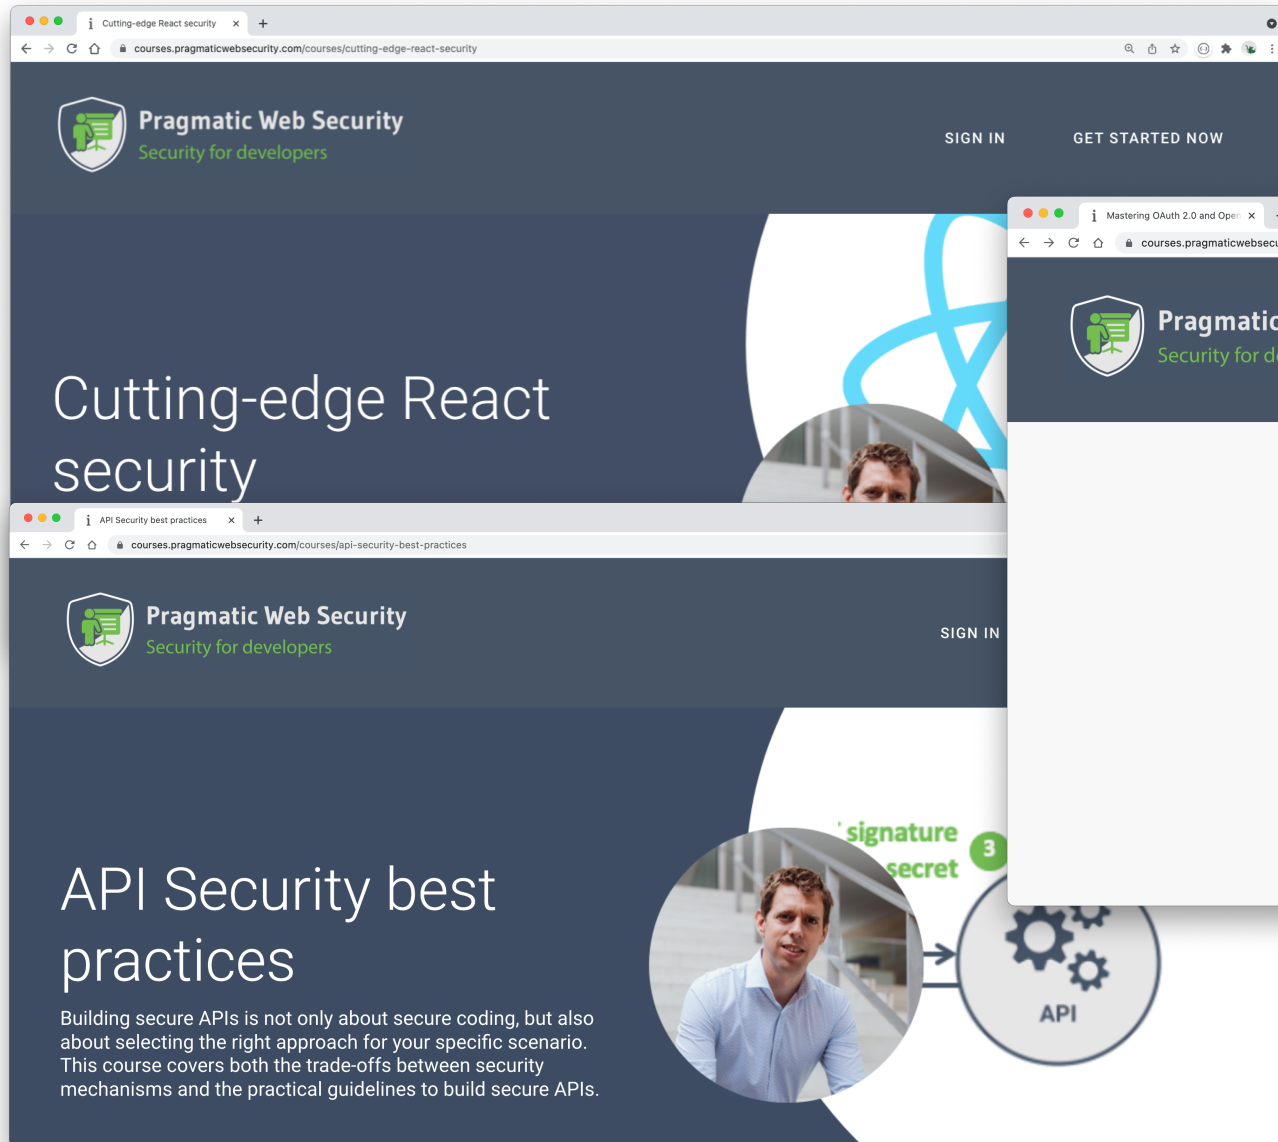 Cutting-edge React security
courses.pragmaticwebsecurity.com/courses/cutting-edge-react-security
Pragmatic Web Security
Security for developers
SIGN IN
GET STARTED NOW
Cutting-edge React
security
Mastering OAuth 2.0 and Open
courses.pragmaticwebsecu
Pragmatic
Security for de
API Security best practices
courses.pragmaticwebsecurity.com/courses/api-security-best-practices
Pragmatic Web Security
Security for developers
SIGN IN
signature
secret
3
API
API Security best
practices
Building secure APIs is not only about secure coding, but also
about selecting the right approach for your specific scenario.
This course covers both the trade-offs between security
mechanisms and the practical guidelines to build secure APIs.